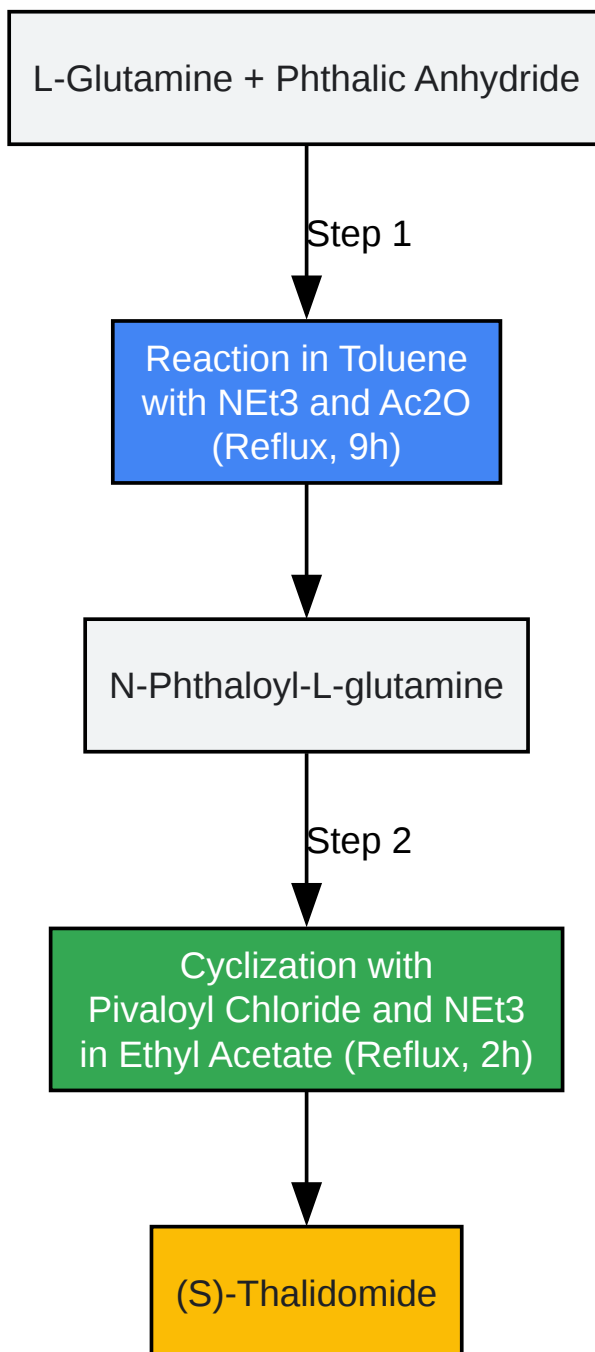 L-Glutamine + Phthalic Anhydride
Step 1
Reaction in Toluene
with NEt3 and Ac2O
(Reflux, 9h)
N-Phthaloyl-L-glutamine
Step 2
Cyclization with
Pivaloyl Chloride and NEt3
in Ethyl Acetate (Reflux, 2h)
(S)-Thalidomide